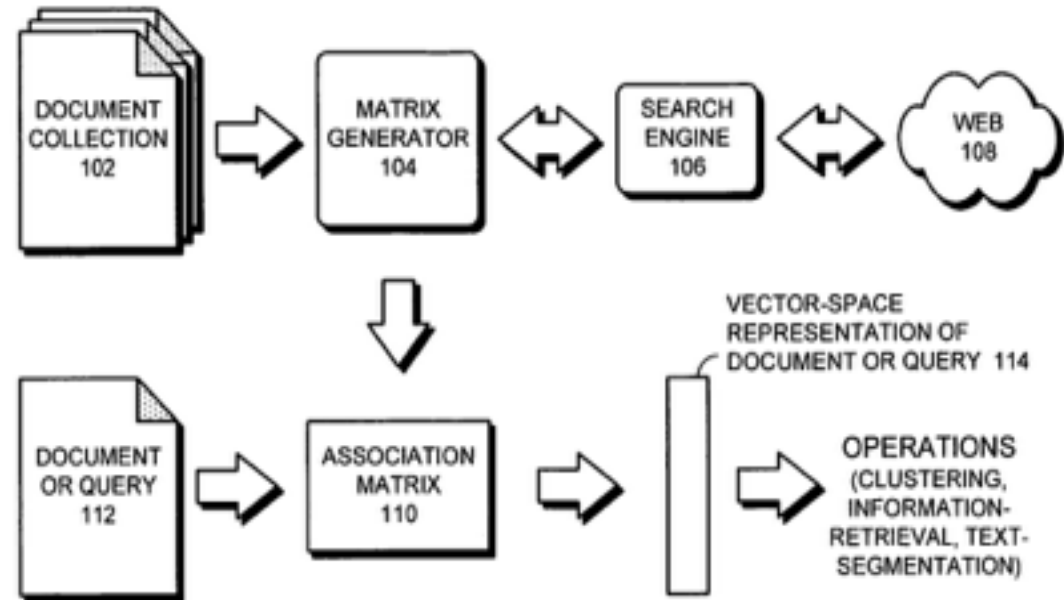 DOCUMENT
COLLECTION
102
MATRIX
GENERATOR
104
SEARCH
ENGINE
106
WEB
108
VECTOR-SPACE
REPRESENTATION OF
DOCUMENT OR QUERY 114
DOCUMENT
OR QUERY
112
ASSOCIATION
MATRIX
110
OPERATIONS
(CLUSTERING,
INFORMATION-
RETRIEVAL, TEXT-
SEGMENTATION)